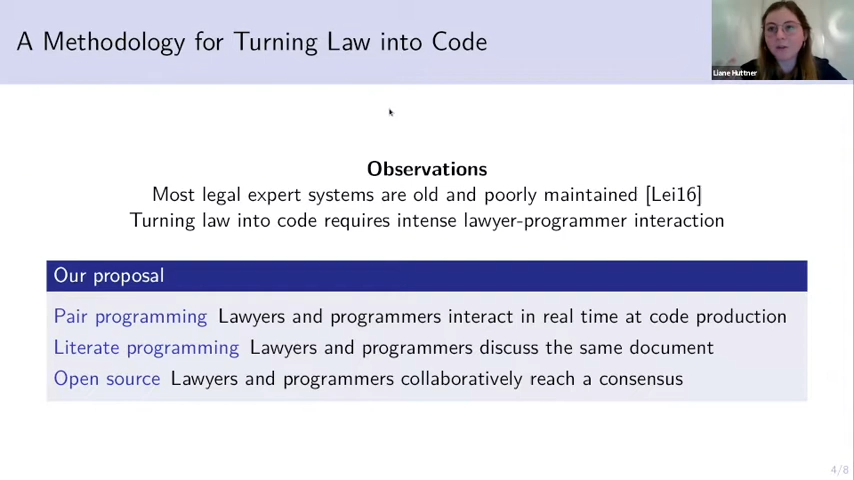 A Methodology for Turning Law into Code
Liane Huttner
Observations
Most legal expert systems are old and poorly maintained [Lei16]
Turning law into code requires intense lawyer-programmer interaction
Our proposal
Pair programming Lawyers and programmers interact in real time at code production
Literate programming Lawyers and programmers discuss the same document
Open source Lawyers and programmers collaboratively reach a consensus
4/8